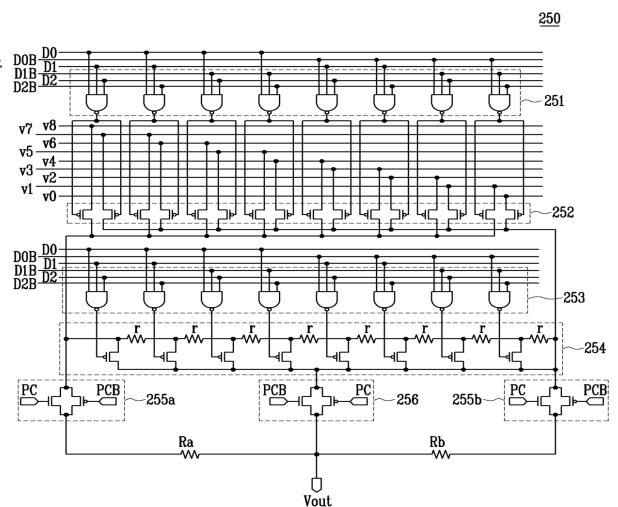 250
D0
D0B
D1
D1B
D2
D2B
251
v8
v7
v6
v5
v4
v3
v2
v1
v0
252
D0
D0B
D1
D1B
D2
D2B
253
r r r r r r r r
254
PC PCB 255a PCB PC 256 255b PC PCB
Ra Rb
Vout